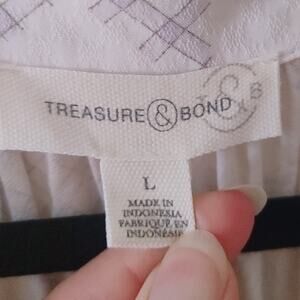 TREASURE & BOND
T & B
L
MADE IN
INDONESIA
FABRIQUÉ EN
INDONÉSIE